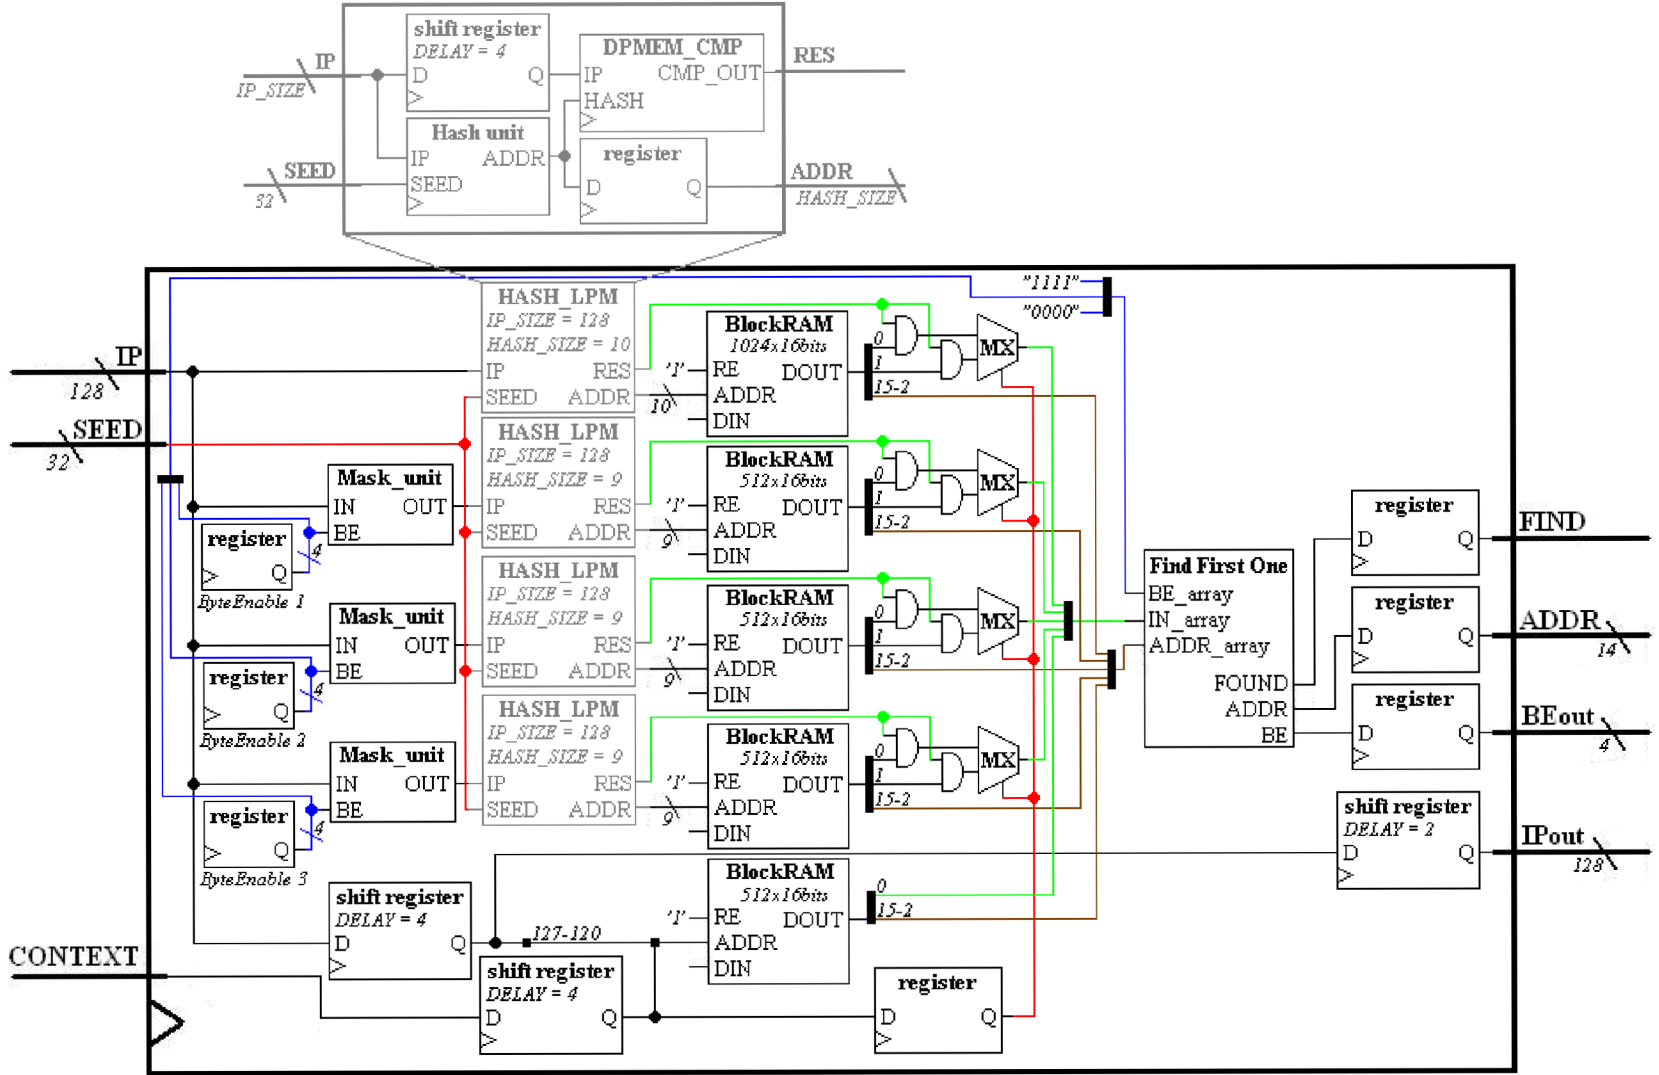 shift register
DELAY = 4
D Q
IP
IP_SIZE
DPMEM_CMP
IP CMP_OUT
HASH
RES
Hash unit
IP ADDR
SEED
SEED
32
register
D Q
ADDR
HASH_SIZE
"1111"
"0000"
HASH_LPM
IP_SIZE = 128
HASH_SIZE = 10
IP RES
SEED ADDR
10
'1'
BlockRAM
1024x16bits
RE
DOUT
ADDR
DIN
0
1
15-2
MX
IP
128
SEED
32
Mask_unit
IN OUT
BE
register
Q
4
ByteEnable 1
HASH_LPM
IP_SIZE = 128
HASH_SIZE = 9
IP RES
SEED ADDR
9
'1'
BlockRAM
512x16bits
RE
DOUT
ADDR
DIN
0
1
15-2
MX
Mask_unit
IN OUT
BE
register
Q
4
ByteEnable 2
HASH_LPM
IP_SIZE = 128
HASH_SIZE = 9
IP RES
SEED ADDR
9
'1'
BlockRAM
512x16bits
RE
DOUT
ADDR
DIN
0
1
15-2
MX
Mask_unit
IN OUT
BE
register
Q
4
ByteEnable 3
HASH_LPM
IP_SIZE = 128
HASH_SIZE = 9
IP RES
SEED ADDR
9
'1'
BlockRAM
512x16bits
RE
DOUT
ADDR
DIN
0
1
15-2
MX
Find First One
BE_array
IN_array
ADDR_array
FOUND
ADDR
BE
register
D Q
FIND
register
D Q
ADDR
14
register
D Q
BEout
4
shift register
DELAY = 2
D Q
IPout
128
shift register
DELAY = 4
D Q
127-120
'1'
BlockRAM
512x16bits
RE
DOUT
ADDR
DIN
0
15-2
CONTEXT
shift register
DELAY = 4
D Q
register
D Q